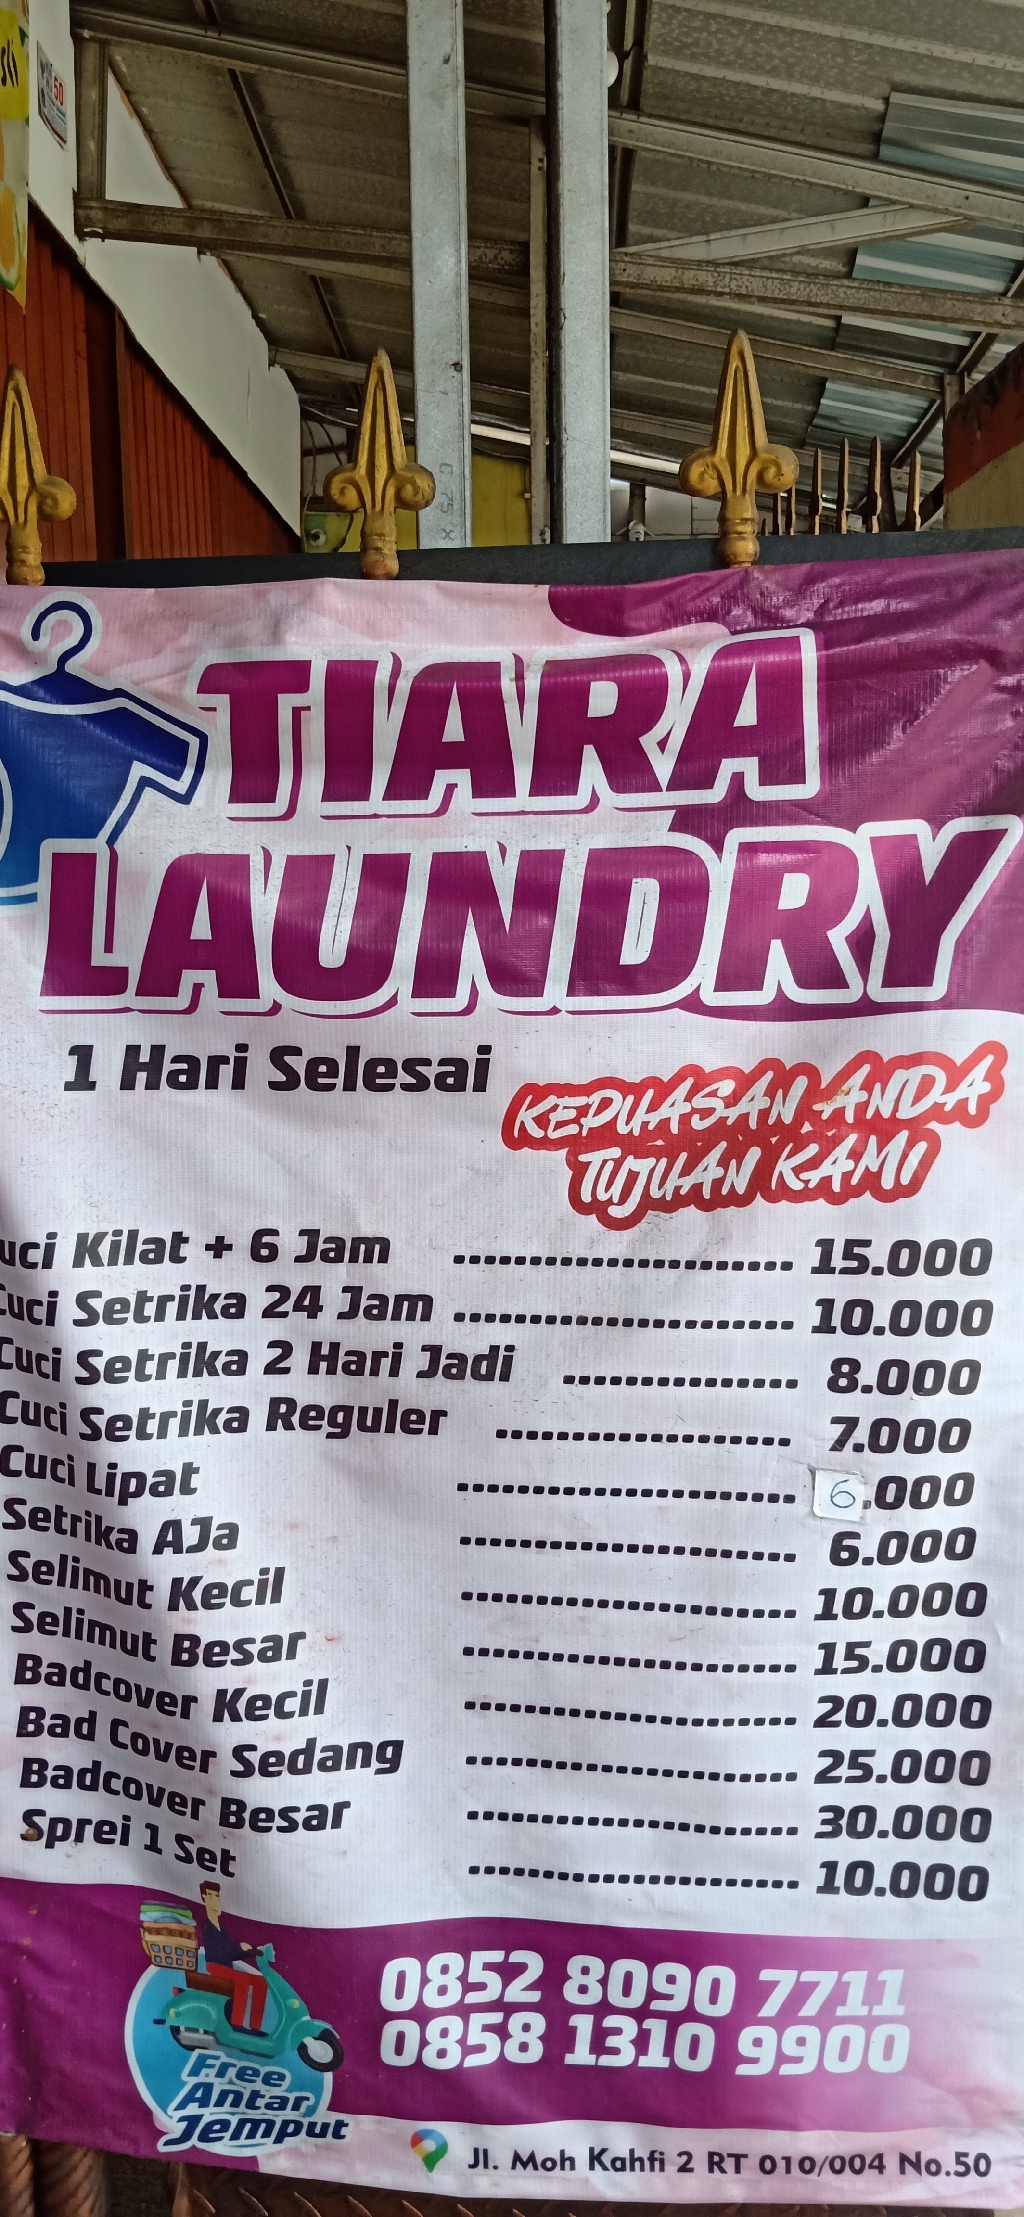 50
0.75 X
TIARA
LAUNDRY
1 Hari Selesai
KEPUASAN ANDA
TUJUAN KAMI
uci Kilat + 6 Jam ...................... 15.000
Cuci Setrika 24 Jam ...................... 10.000
Cuci Setrika 2 Hari Jadi ................ 8.000
Cuci Setrika Reguler .................... 7.000
Cuci Lipat ...................... 6.000
Setrika AJa ...................... 6.000
Selimut Kecil ...................... 10.000
Selimut Besar ...................... 15.000
Badcover Kecil ...................... 20.000
Bad Cover Sedang ...................... 25.000
Badcover Besar ...................... 30.000
Sprei 1 Set ...................... 10.000
0852 8090 7711
0858 1310 9900
Free
Antar
Jemput
Jl. Moh Kahfi 2 RT 010/004 No.50